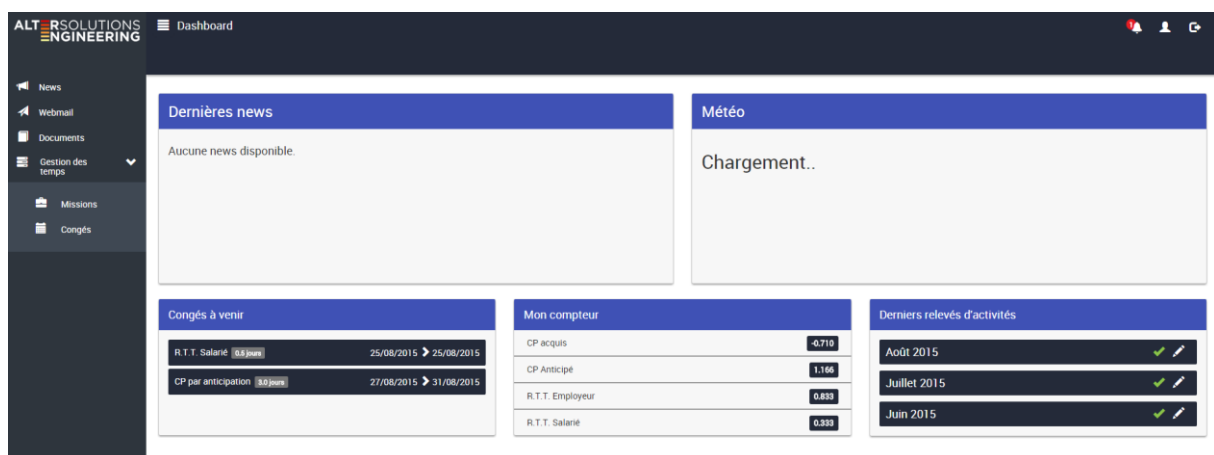 ALTERSOLUTIONS
ENGINEERING
Dashboard
1
News
Webmail
Documents
Gestion des
temps
Missions
Congés
Dernières news
Aucune news disponible.
Météo
Chargement..
Congés à venir
R.T.T. Salarié 0.5 jours 25/08/2015 25/08/2015
CP par anticipation 3.0 jours 27/08/2015 31/08/2015
Mon compteur
CP acquis -0.710
CP Anticipé 1.166
R.T.T. Employeur 0.833
R.T.T. Salarié 0.333
Derniers relevés d'activités
Août 2015
Juillet 2015
Juin 2015